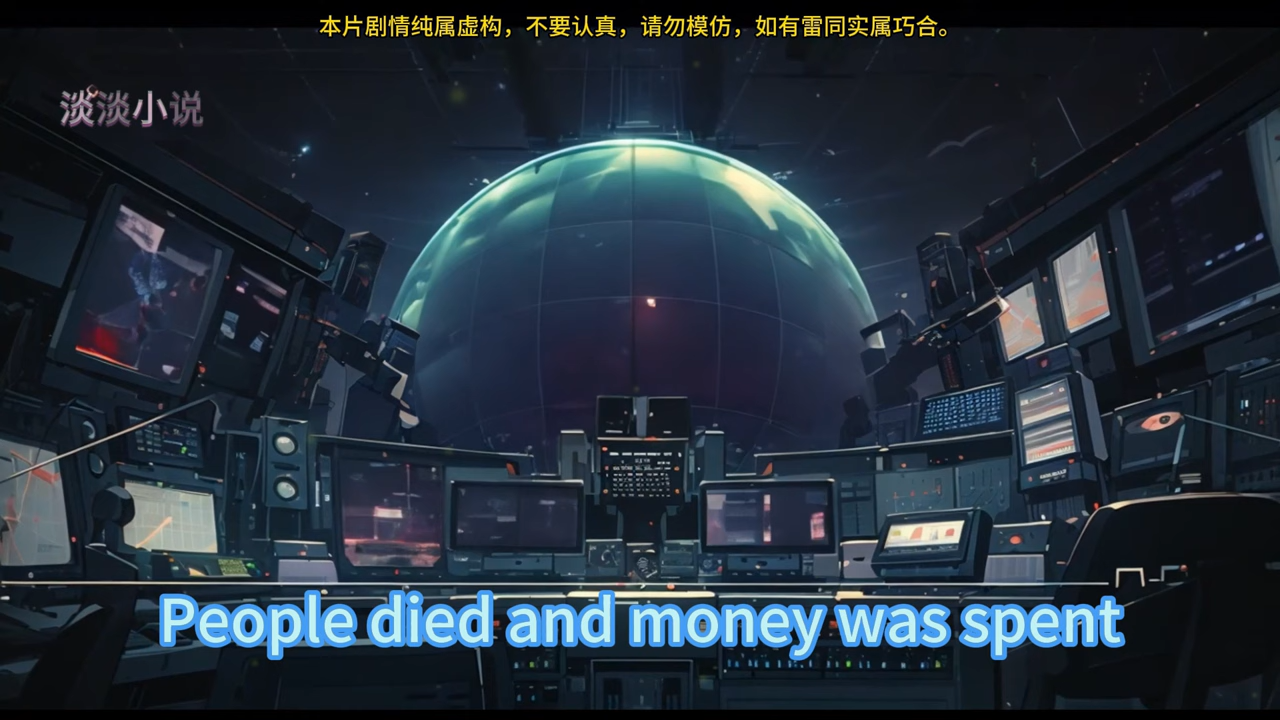 本片剧情纯属虚构，不要认真，请勿模仿，如有雷同实属巧合。
淡淡小说
People died and money was spent